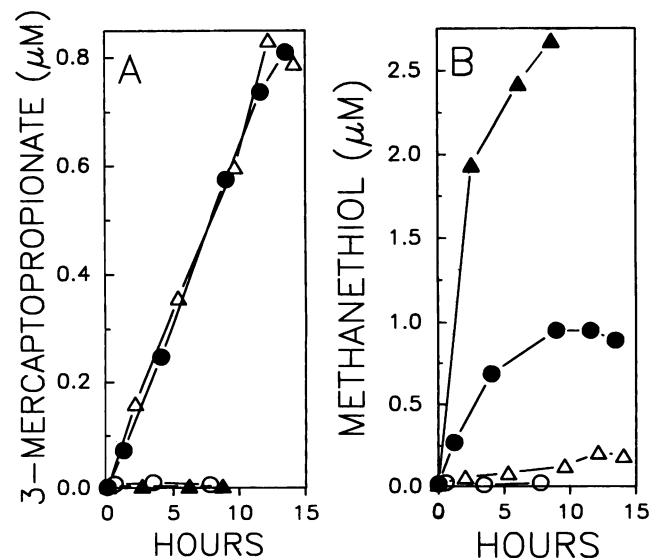 3-MERCAPTOPROPIONATE (μM)
0.8
0.6
0.4
0.2
0.0
A
0 5 10 15
HOURS
METHANETHIOL (μM)
2.5
2.0
1.5
1.0
0.5
0.0
B
0 5 10 15
HOURS